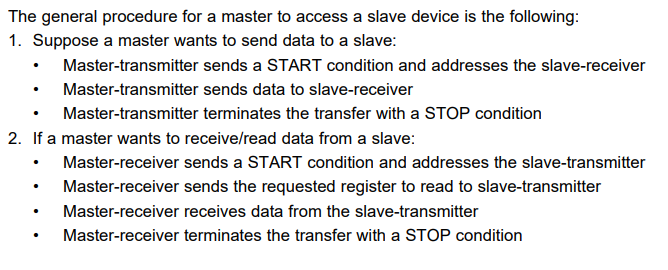 The general procedure for a master to access a slave device is the following:
1. Suppose a master wants to send data to a slave:
• Master-transmitter sends a START condition and addresses the slave-receiver
• Master-transmitter sends data to slave-receiver
• Master-transmitter terminates the transfer with a STOP condition
2. If a master wants to receive/read data from a slave:
• Master-receiver sends a START condition and addresses the slave-transmitter
• Master-receiver sends the requested register to read to slave-transmitter
• Master-receiver receives data from the slave-transmitter
• Master-receiver terminates the transfer with a STOP condition